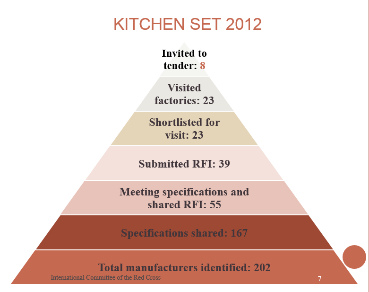 KITCHEN SET 2012
Invited to
tender: 8
Visited
factories: 23
Shortlisted for
visit: 23
Submitted RFI: 39
Meeting specifications and
shared RFI: 55
Specifications shared: 167
Total manufacturers identified: 202
International Committee of the Red Cross
7